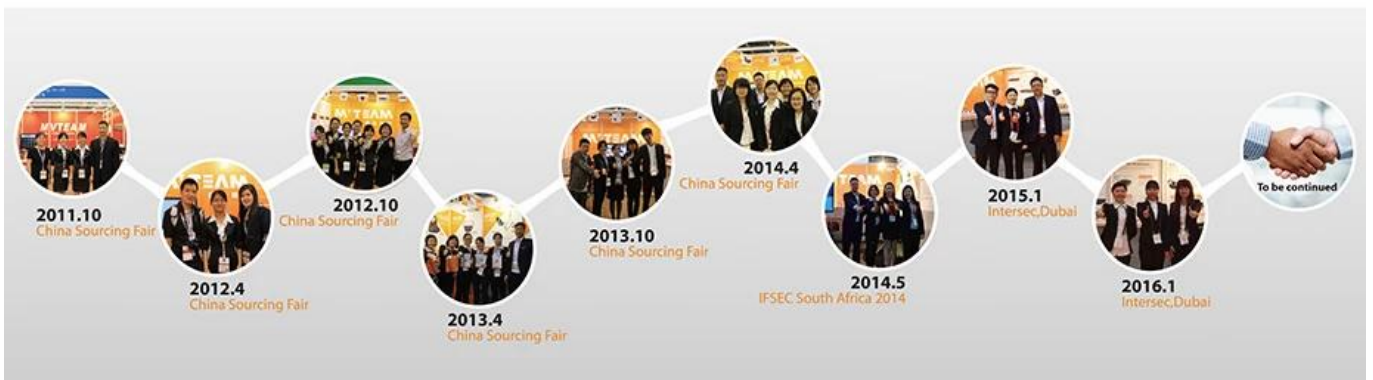 MVTEAM
2011.10
China Sourcing Fair
2012.4
China Sourcing Fair
2012.10
China Sourcing Fair
2013.4
China Sourcing Fair
2013.10
China Sourcing Fair
2014.4
China Sourcing Fair
2014.5
IFSEC South Africa 2014
2015.1
Intersec,Dubai
2016.1
Intersec,Dubai
To be continued